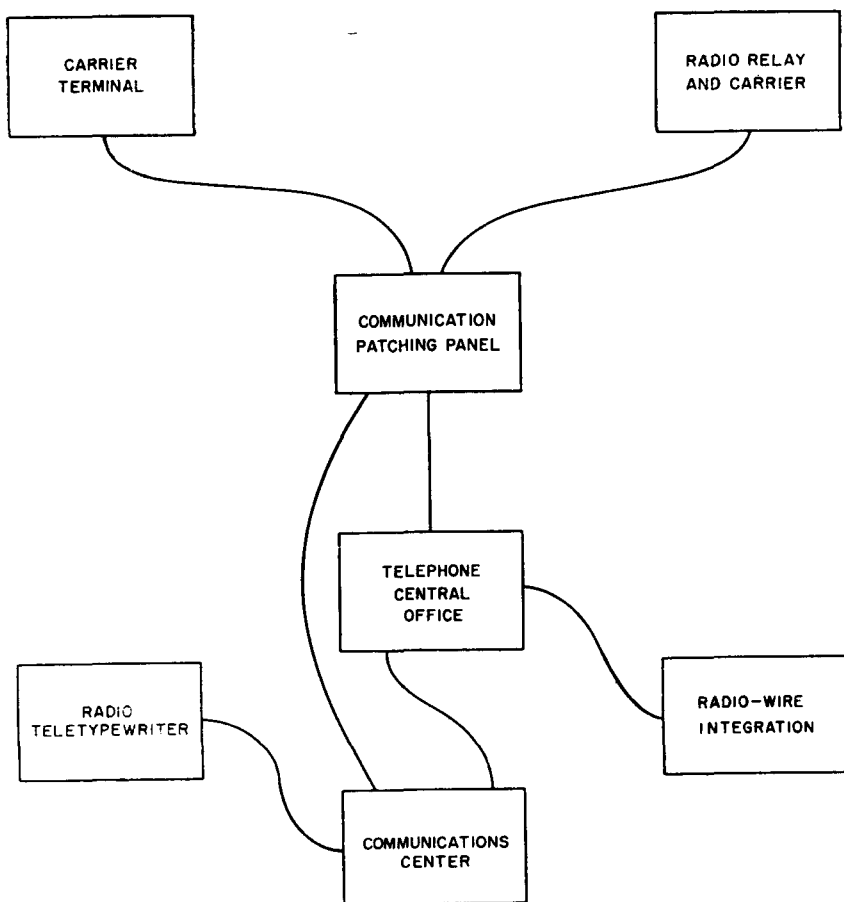 CARRIER
TERMINAL
RADIO RELAY
AND CARRIER
COMMUNICATION
PATCHING PANEL
TELEPHONE
CENTRAL
OFFICE
RADIO
TELETYPEWRITER
RADIO-WIRE
INTEGRATION
COMMUNICATIONS
CENTER